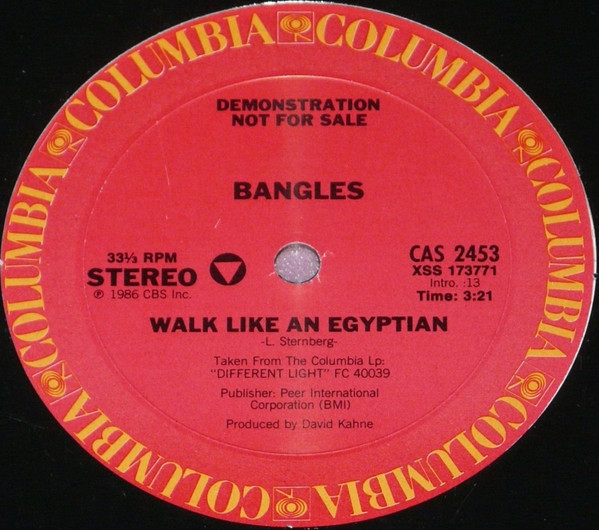 COLUMBIA COLUMBIA COLUMBIA COLUMBIA COLUMBIA COLUMBIA COLUMBIA COLUMBIA
DEMONSTRATION
NOT FOR SALE
BANGLES
33⅓ RPM
STEREO
℗ 1986 CBS Inc.
CAS 2453
XSS 173771
Intro. :13
Time: 3:21
WALK LIKE AN EGYPTIAN
-L. Sternberg-
Taken From The Columbia Lp:
"DIFFERENT LIGHT" FC 40039
Publisher: Peer International
Corporation (BMI)
Produced by David Kahne